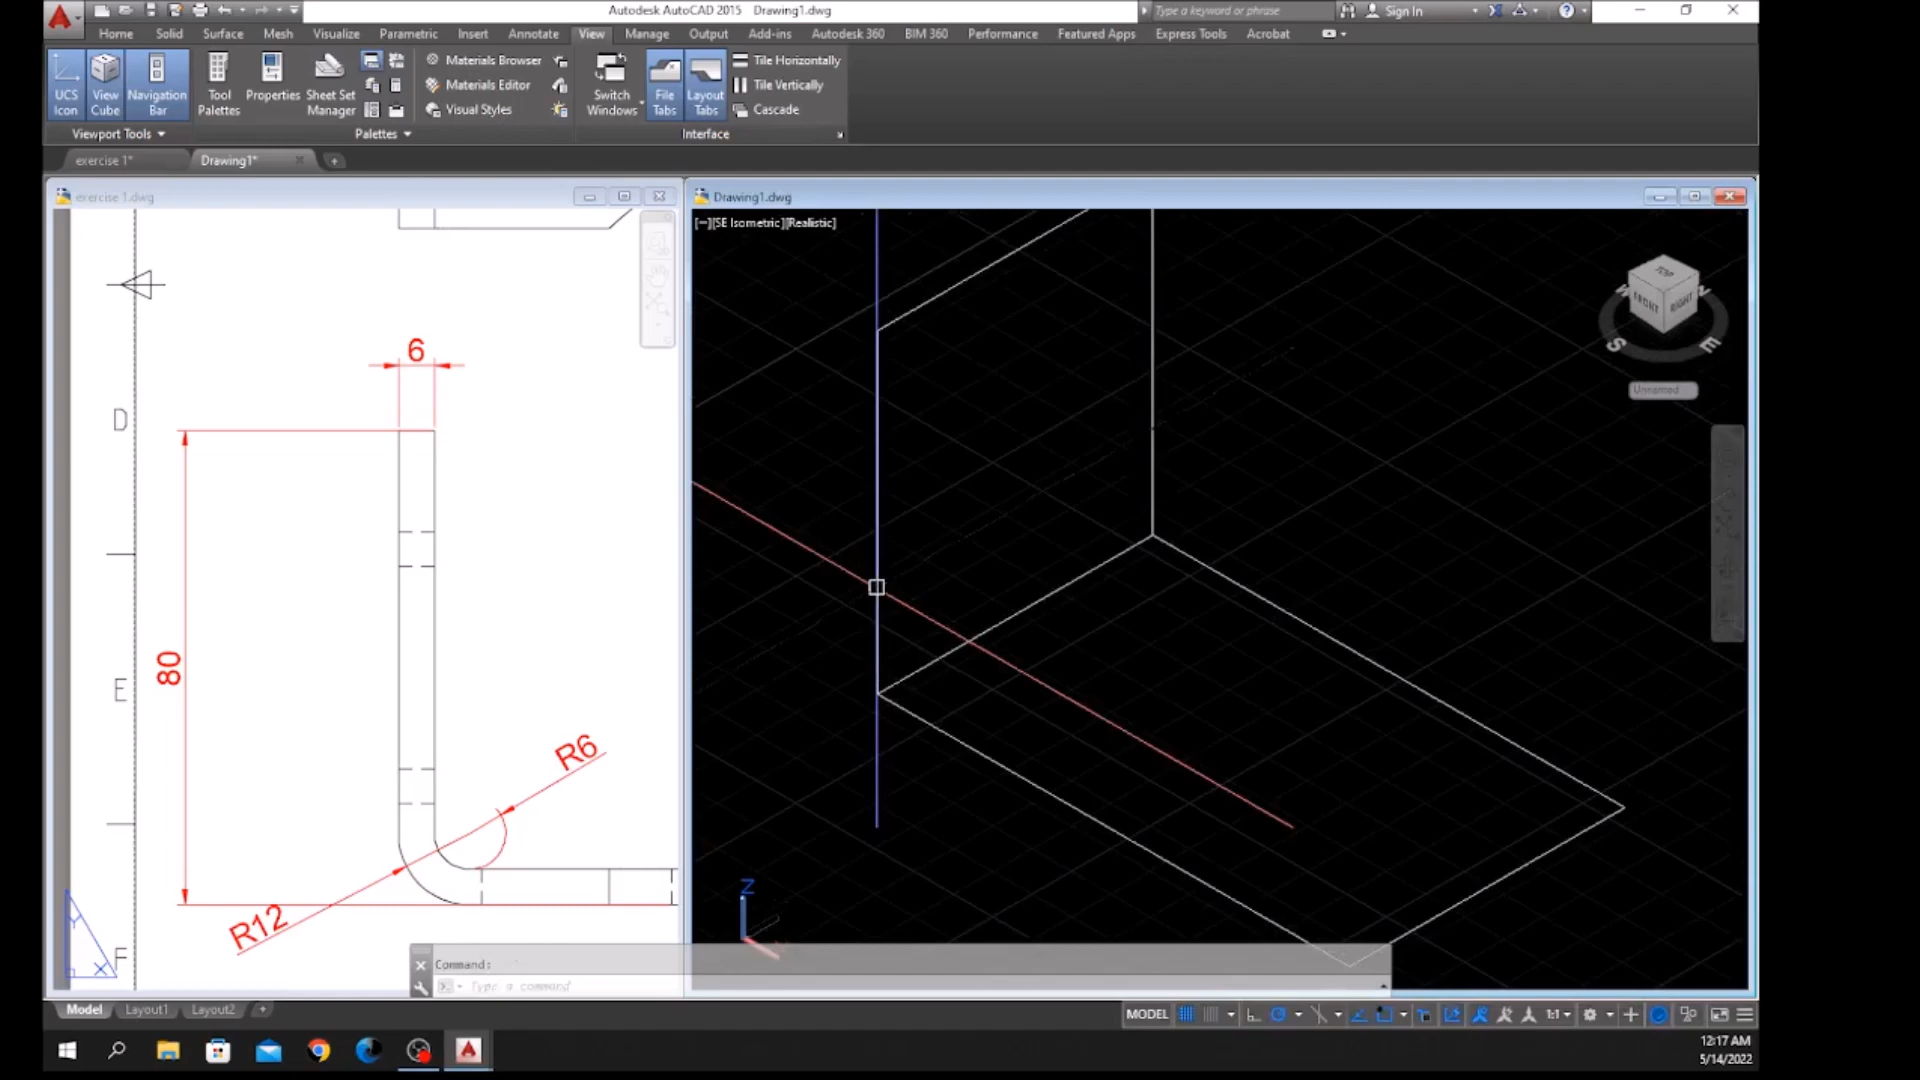 Autodesk AutoCAD 2015 Drawing1.dwg
Type a keyword or phrase
Sign In
Home Solid Surface Mesh Visualize Parametric Insert Annotate View Manage Output Add-ins Autodesk 360 BIM 360 Performance Featured Apps Express Tools Acrobat
UCS Icon
View Cube
Navigation Bar
Tool Palettes
Properties
Sheet Set Manager
Materials Browser
Materials Editor
Visual Styles
Switch Windows
File Tabs
Layout Tabs
Tile Horizontally
Tile Vertically
Cascade
Viewport Tools
Palettes
Interface
exercise 1*
Drawing1*
exercise 1.dwg
Drawing1.dwg
[−][SE Isometric][Realistic]
TOP
FRONT
RIGHT
W
N
S
E
Unnamed
6
D
80
E
R6
R12
F
Y
X
Z
Command:
Type a command
Model Layout1 Layout2
MODEL
1:1
12:17 AM
5/14/2022